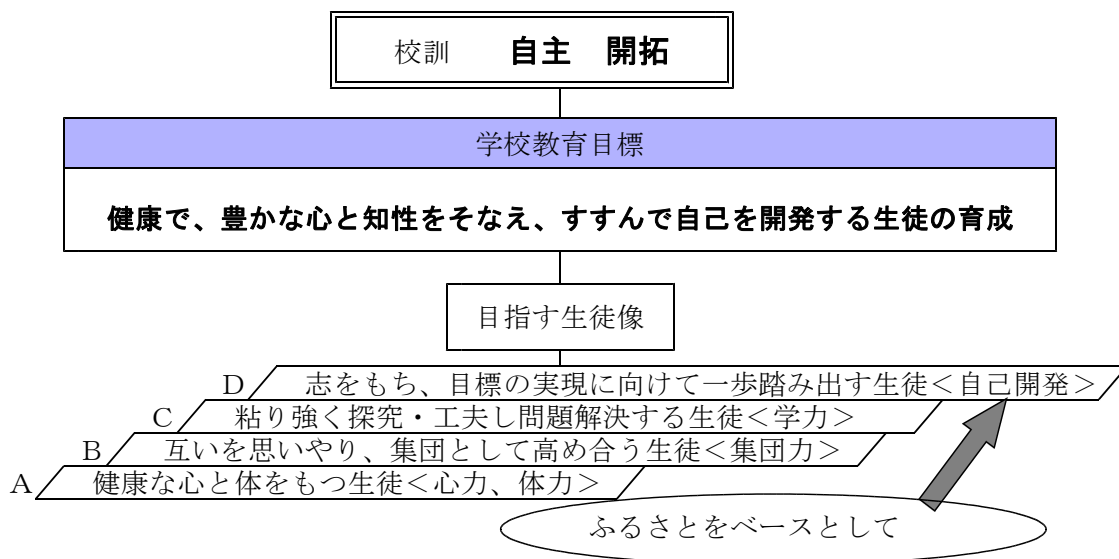 校訓　自主　開拓
学校教育目標
健康で、豊かな心と知性をそなえ、すすんで自己を開発する生徒の育成
目指す生徒像
D 志をもち、目標の実現に向けて一歩踏み出す生徒＜自己開発＞
C 粘り強く探究・工夫し問題解決する生徒＜学力＞
B 互いを思いやり、集団として高め合う生徒＜集団力＞
A 健康な心と体をもつ生徒＜心力、体力＞
ふるさとをベースとして